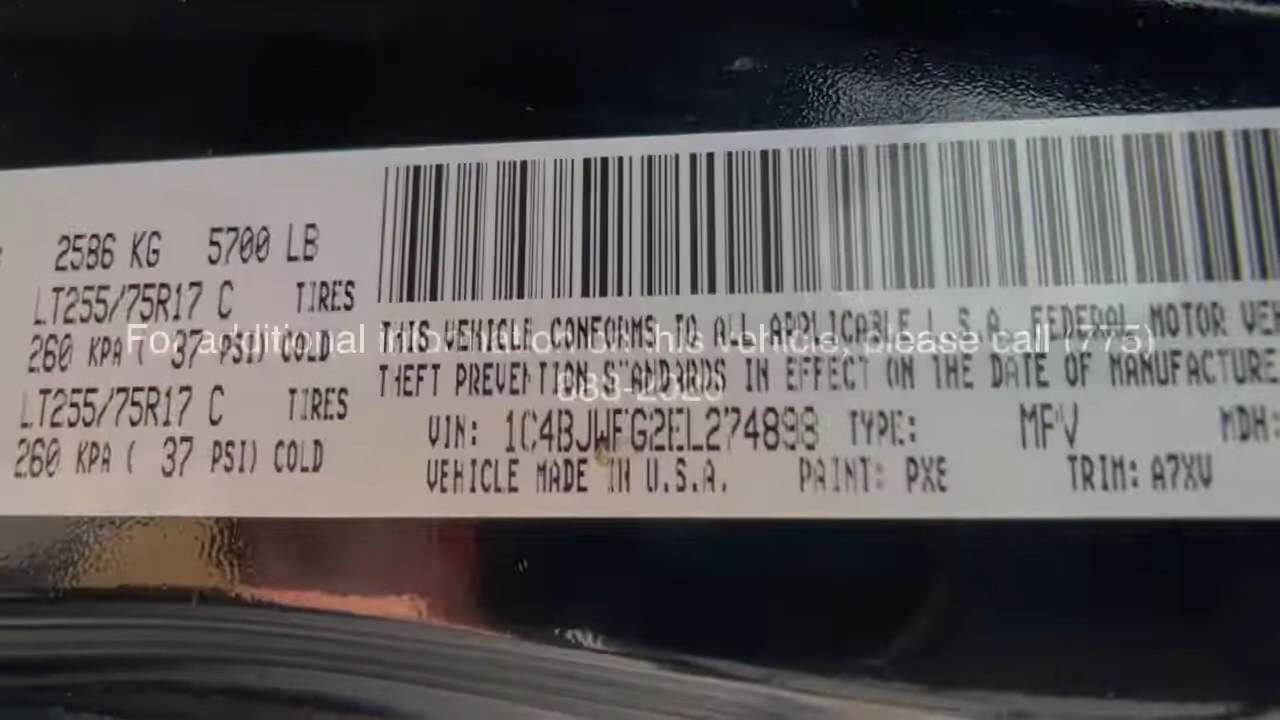 2586 KG 5700 LB
LT255/75R17 C TIRES
260 KPA ( 37 PSI) COLD
LT255/75R17 C TIRES
260 KPA ( 37 PSI) COLD
THIS VEHICLE CONFORMS TO ALL APPLICABLE U.S.A. FEDERAL MOTOR VE
THEFT PREVENTION STANDARDS IN EFFECT ON THE DATE OF MANUFACTURE
VIN: 1C4BJWFG2EL274898 TYPE: MPV MDH:
VEHICLE MADE IN U.S.A. PAINT: PX8 TRIM: A7XV
For additional information on this vehicle, please call (775)